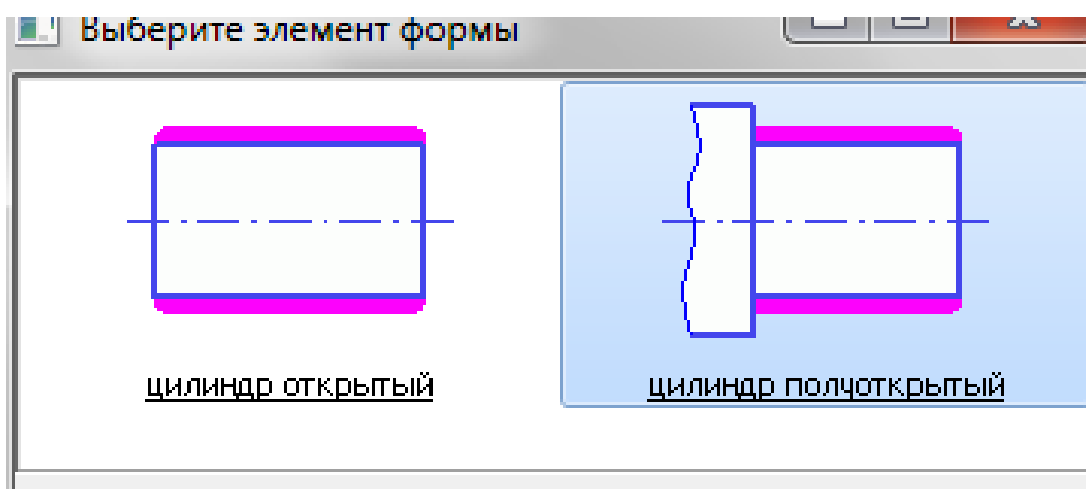 Выберите элемент формы
цилиндр открытый
цилиндр полуоткрытый